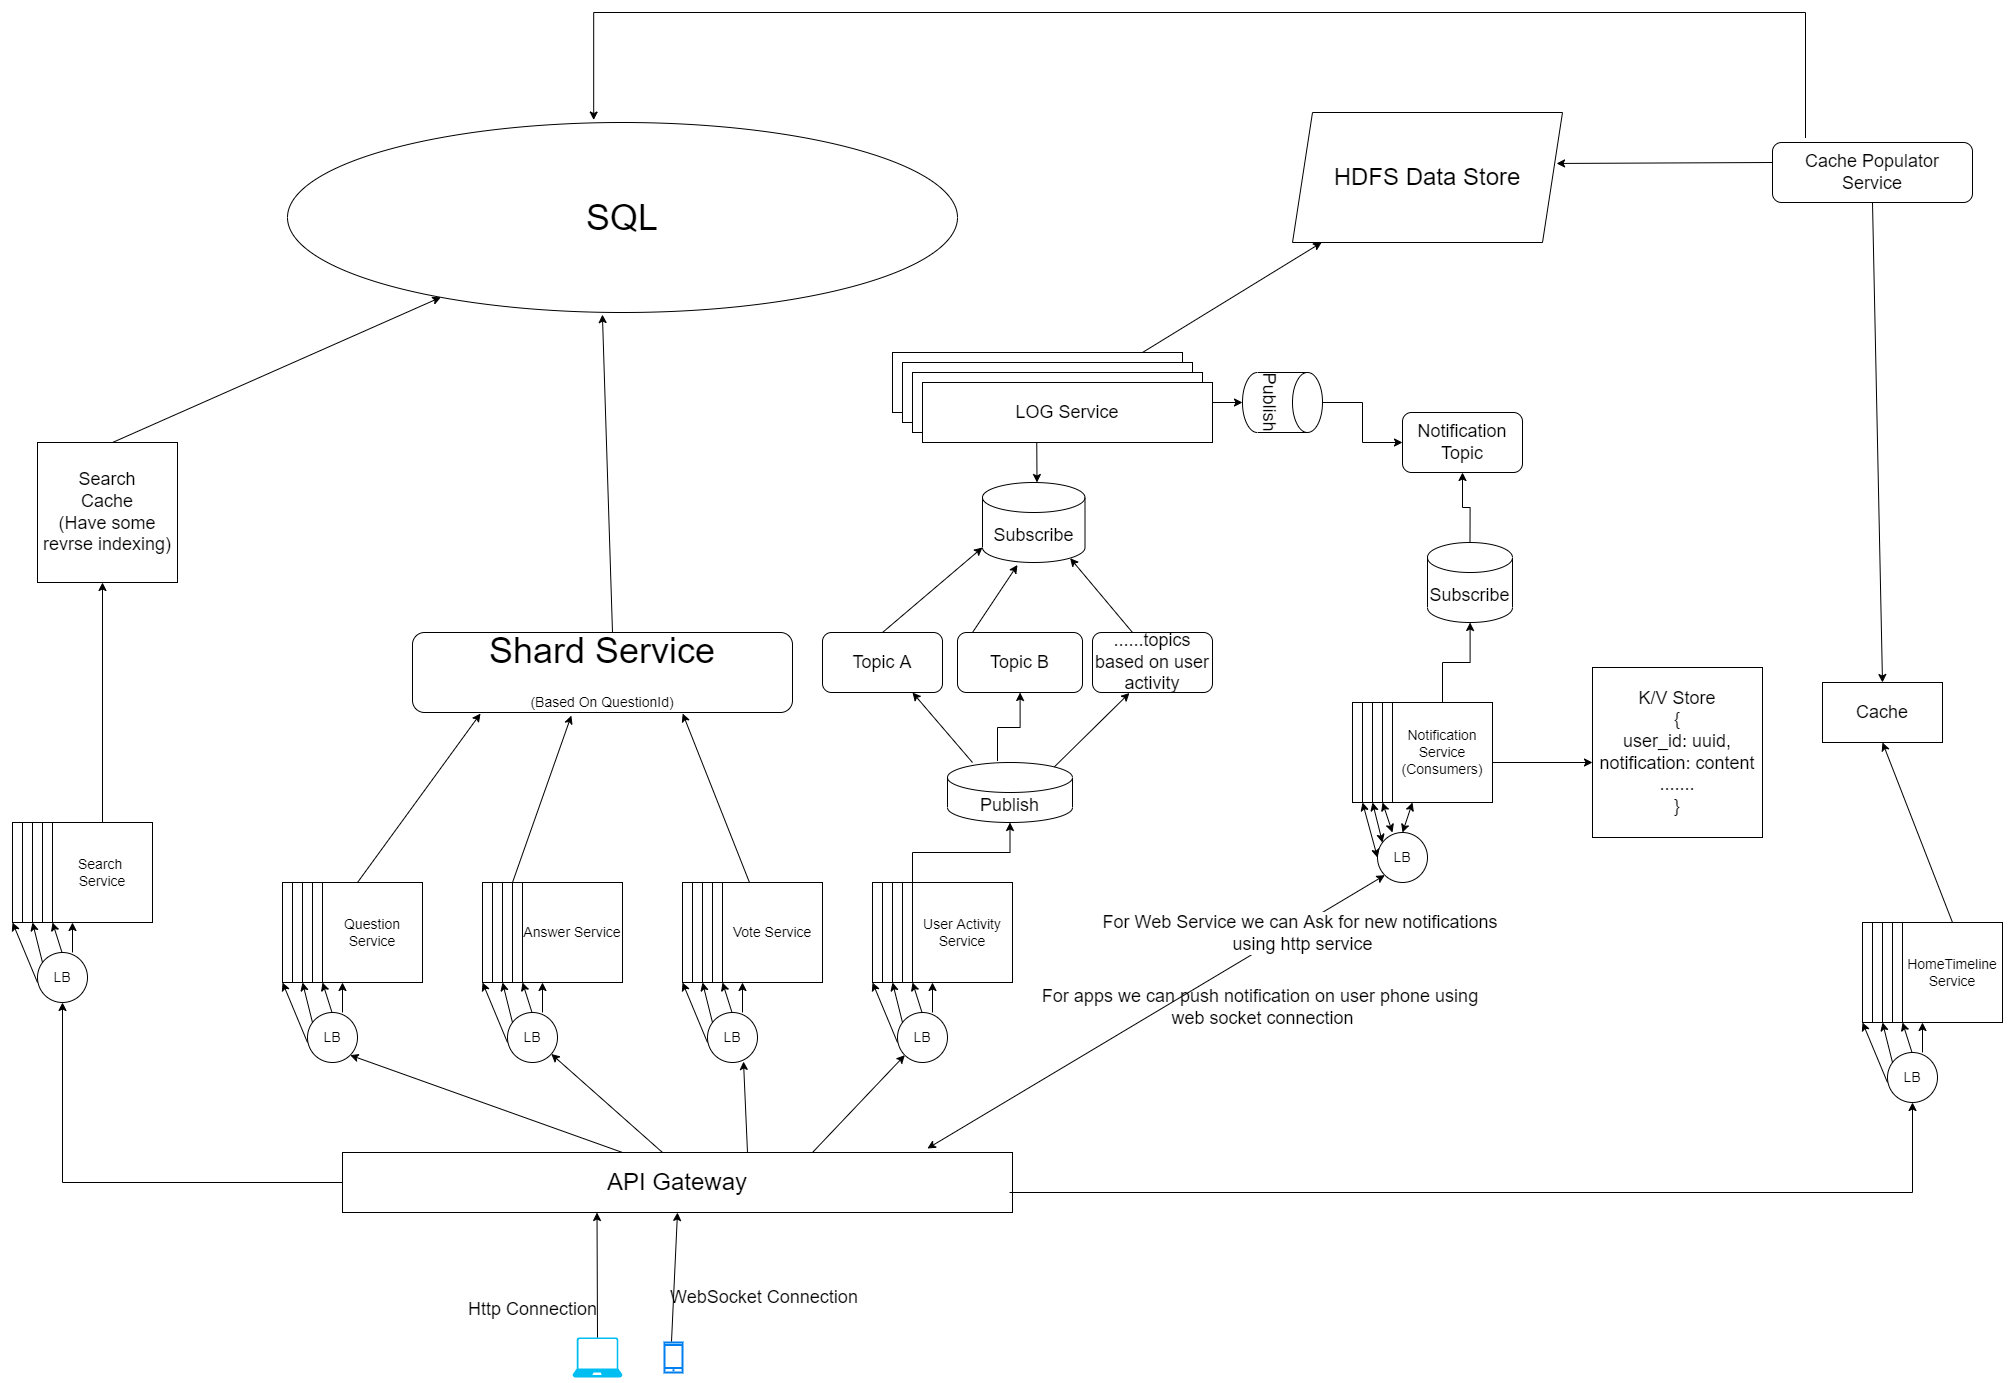 SQL
HDFS Data Store
Cache Populator
Service
LOG Service
Publish
Notification
Topic
Search
Cache
(Have some
revrse indexing)
Subscribe
Subscribe
Shard Service
(Based On QuestionId)
Topic A
Topic B
......topics
based on user
activity
K/V Store
{
user_id: uuid,
notification: content
.......
}
Cache
Notification
Service
(Consumers)
Publish
LB
Search
Service
LB
Question
Service
LB
Answer Service
LB
Vote Service
LB
User Activity
Service
LB
For Web Service we can Ask for new notifications
using http service
For apps we can push notification on user phone using
web socket connection
HomeTimeline
Service
LB
API Gateway
Http Connection
WebSocket Connection